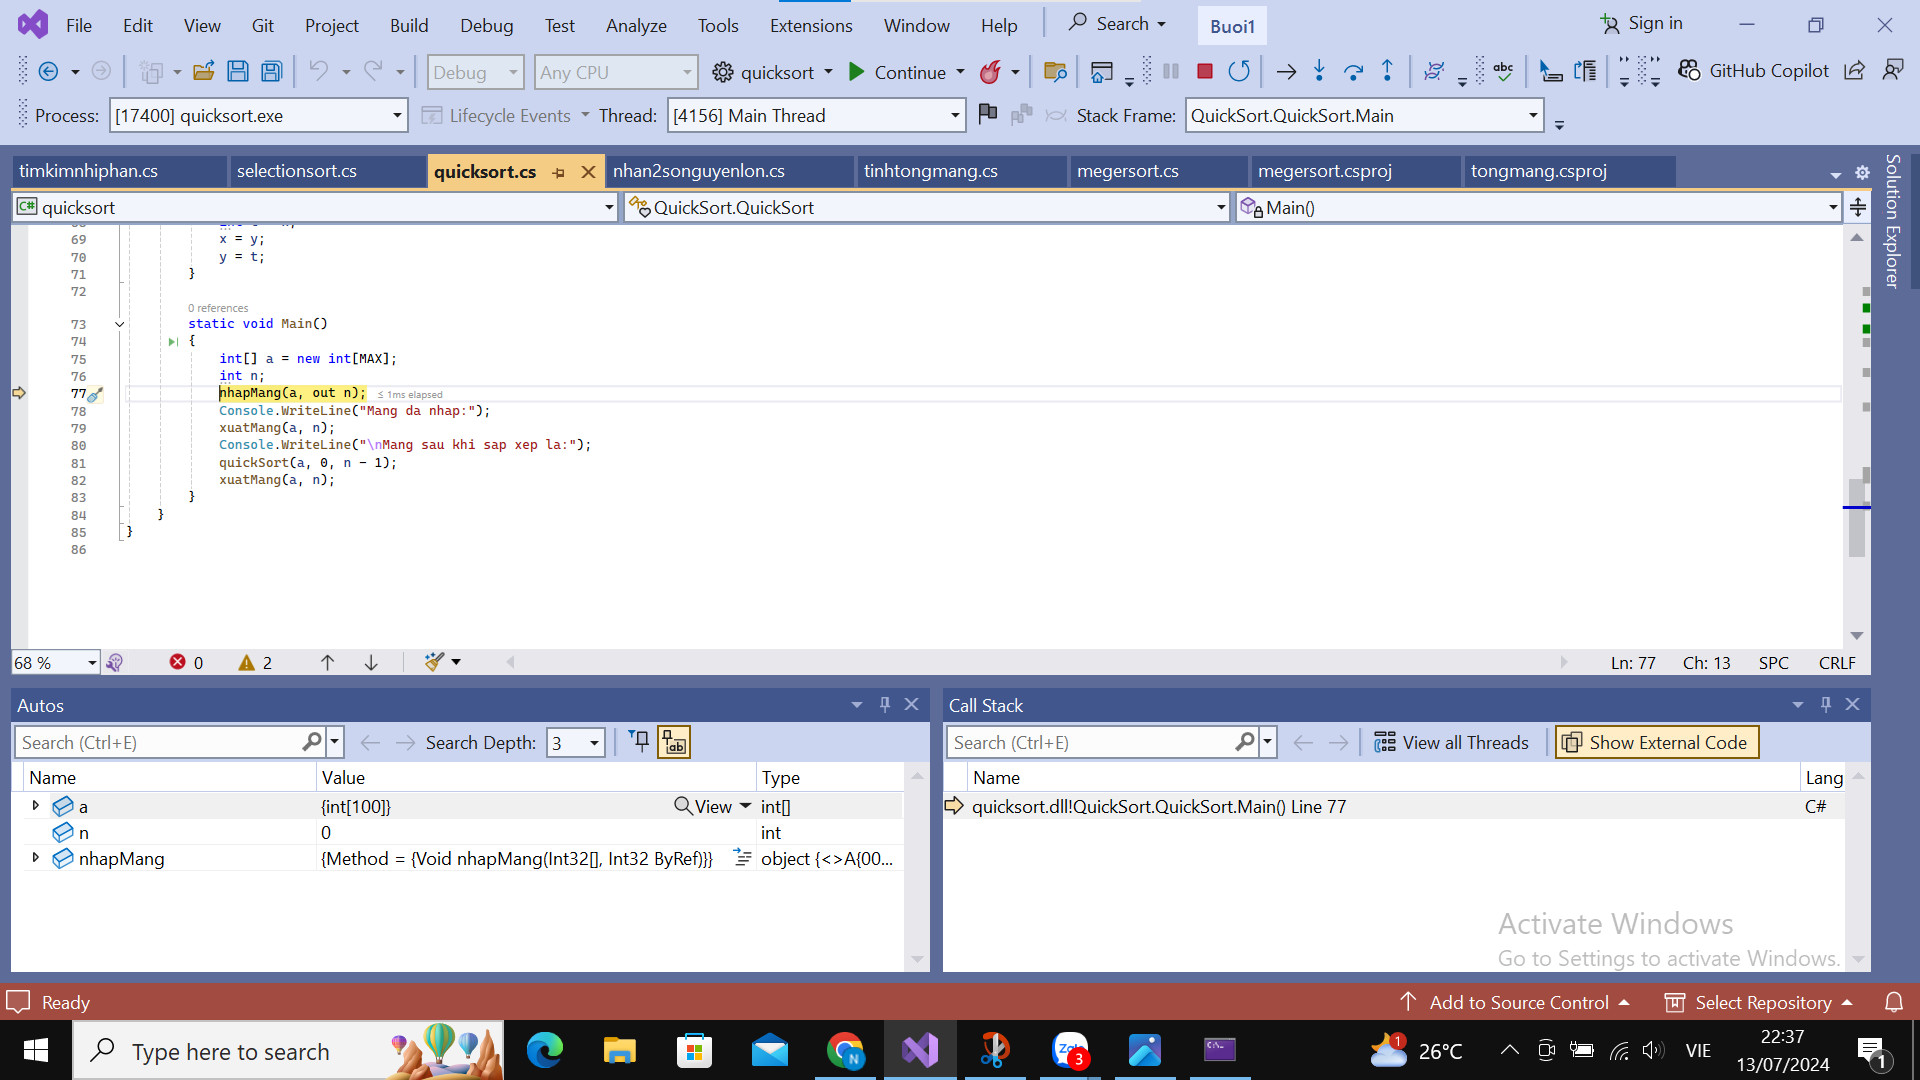 File Edit View Git Project Build Debug Test Analyze Tools Extensions Window Help Search Buoi1 Sign in
Debug Any CPU quicksort Continue abc GitHub Copilot
Process: [17400] quicksort.exe Lifecycle Events Thread: [4156] Main Thread Stack Frame: QuickSort.QuickSort.Main
timkimnhiphan.cs selectionsort.cs quicksort.cs nhan2songuyenlon.cs tinhtongmang.cs megersort.cs megersort.csproj tongmang.csproj
Solution Explorer
C# quicksort QuickSort.QuickSort Main()
69 x = y;
70 y = t;
71 }
72
0 references
73 static void Main()
74 {
75 int[] a = new int[MAX];
76 int n;
77 nhapMang(a, out n); ≤ 1ms elapsed
78 Console.WriteLine("Mang da nhap:");
79 xuatMang(a, n);
80 Console.WriteLine("\nMang sau khi sap xep la:");
81 quickSort(a, 0, n - 1);
82 xuatMang(a, n);
83 }
84 }
85 }
86
68 % 0 2 Ln: 77 Ch: 13 SPC CRLF
Autos
Search (Ctrl+E) Search Depth: 3
Name Value Type
a {int[100]} View int[]
n 0 int
nhapMang {Method = {Void nhapMang(Int32[], Int32 ByRef)}} object {<>A{00...
Call Stack
Search (Ctrl+E) View all Threads Show External Code
Name Lang
quicksort.dll!QuickSort.QuickSort.Main() Line 77 C#
Activate Windows
Go to Settings to activate Windows.
Ready Add to Source Control Select Repository
Type here to search N Zalo 3 1 26°C VIE 22:37
13/07/2024 1